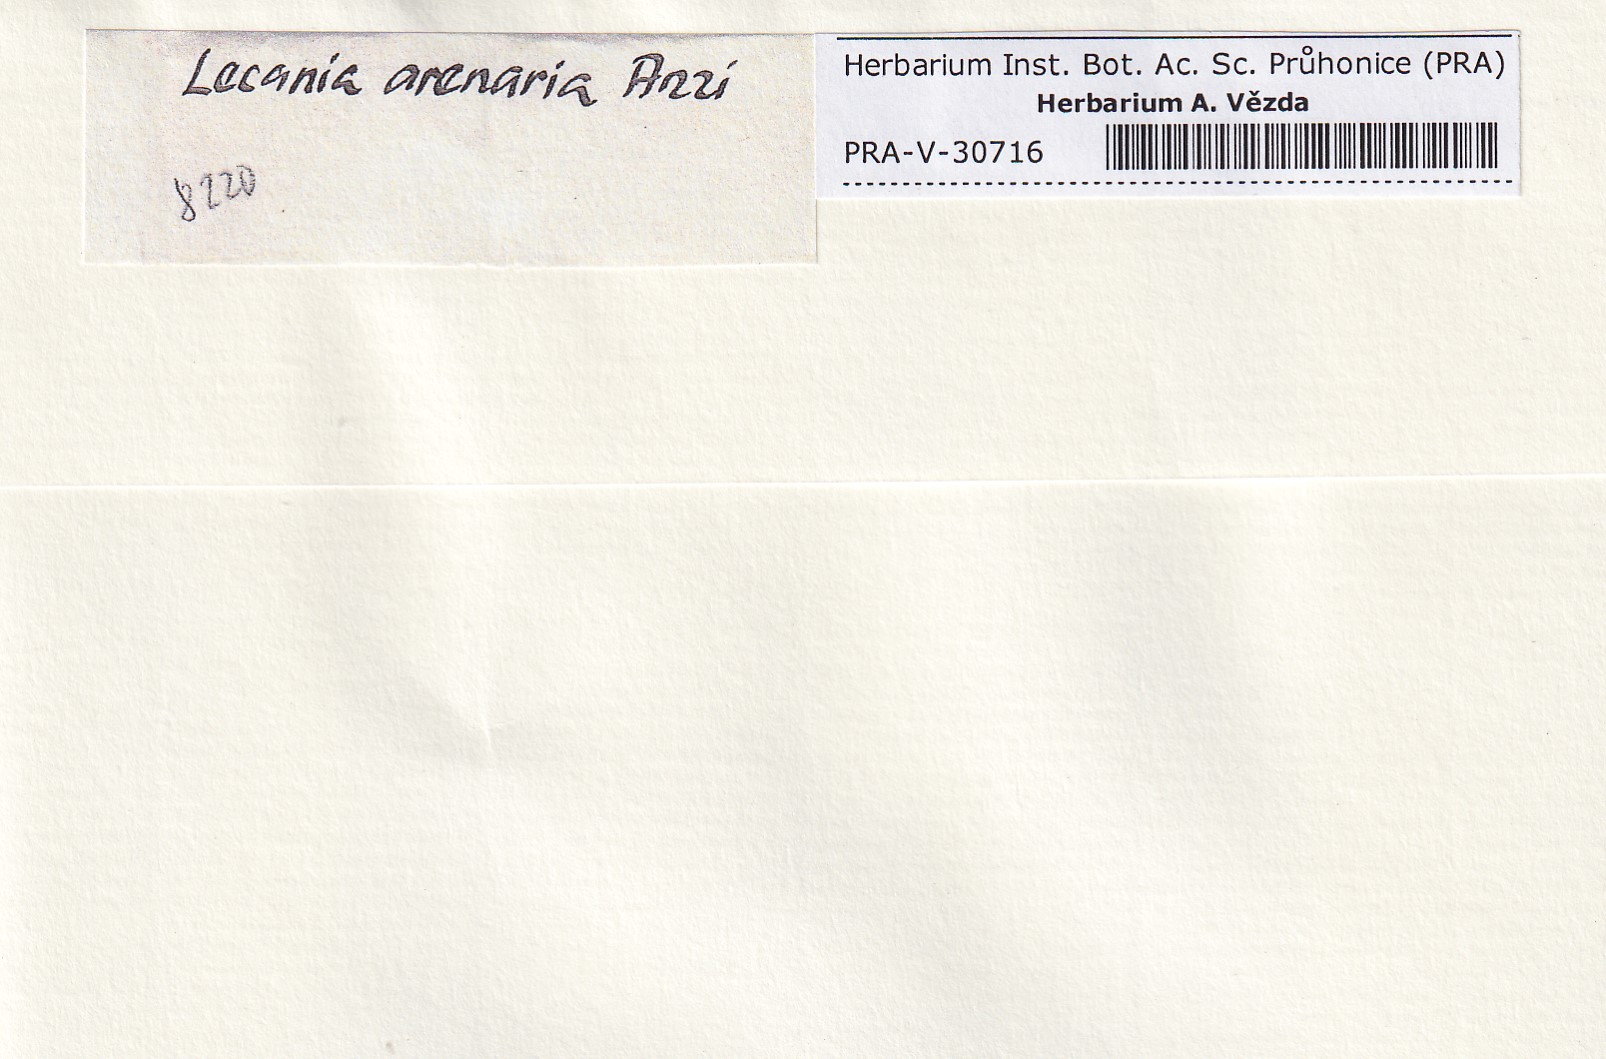 Lecania arenaria Anzi
8220
Herbarium Inst. Bot. Ac. Sc. Průhonice (PRA)
Herbarium A. Vězda
PRA-V-30716